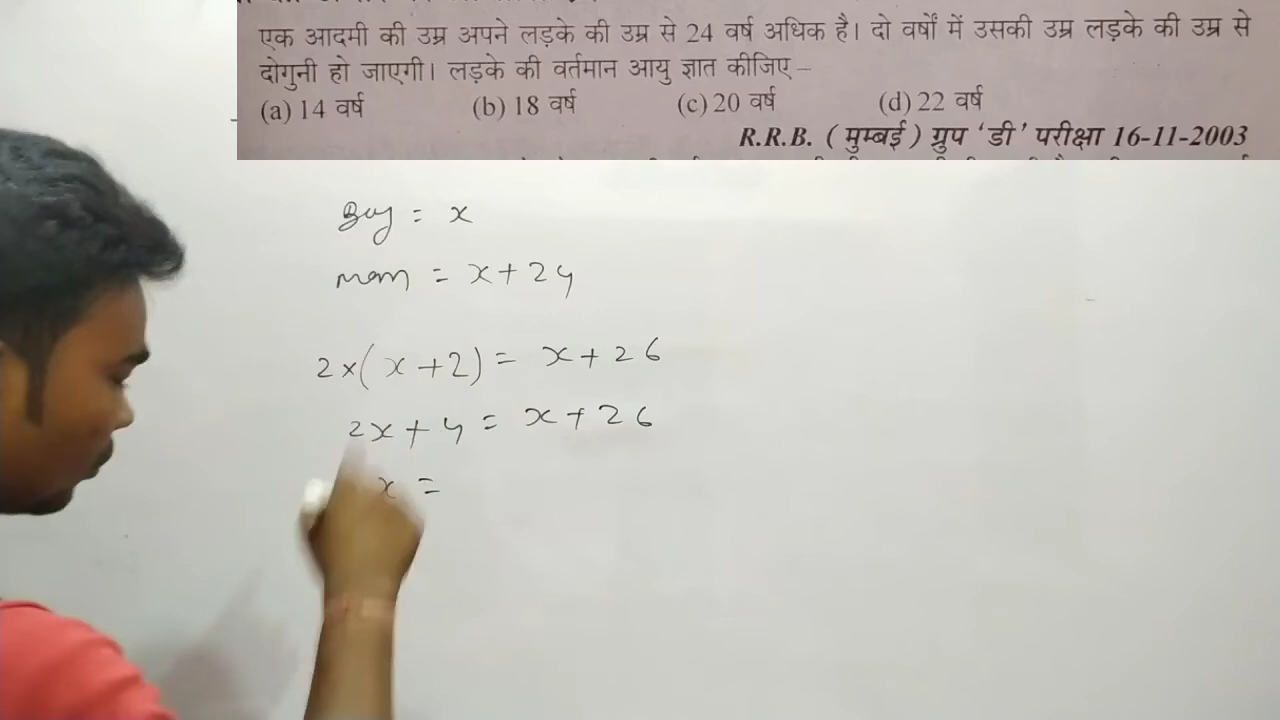 एक आदमी की उम्र अपने लड़के की उम्र से 24 वर्ष अधिक है। दो वर्षों में उसकी उम्र लड़के की उम्र से
दोगुनी हो जाएगी। लड़के की वर्तमान आयु ज्ञात कीजिए –
(a) 14 वर्ष (b) 18 वर्ष (c) 20 वर्ष (d) 22 वर्ष
R.R.B. ( मुम्बई ) ग्रुप 'डी' परीक्षा 16-11-2003
Boy = x
man = x + 24
2×( x + 2) = x + 26
2x + 4 = x + 26
x =